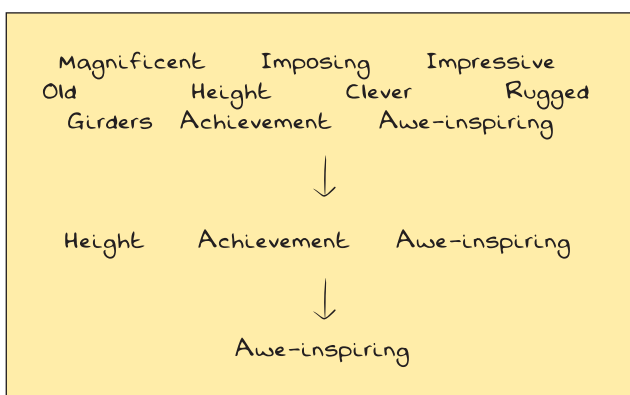 Magnificent Imposing Impressive
Old Height Clever Rugged
Girders Achievement Awe-inspiring
Height Achievement Awe-inspiring
Awe-inspiring